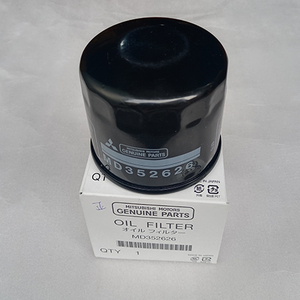 MITSUBISHI MOTORS
GENUINE PARTS
MD352626
QT
MITSUBISHI MOTORS
GENUINE PARTS
OIL FILTER
オイル フィルター
MD352626
QTY 1